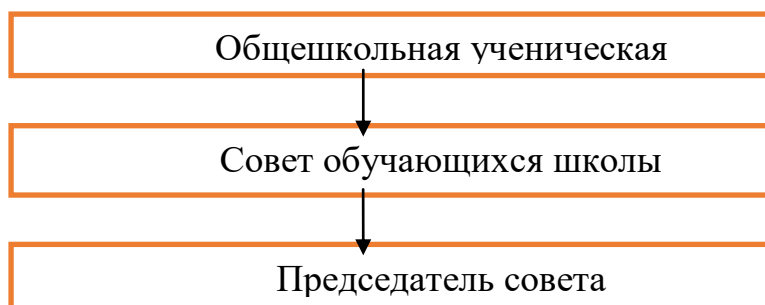 Общешкольная ученическая
Совет обучающихся школы
Председатель совета